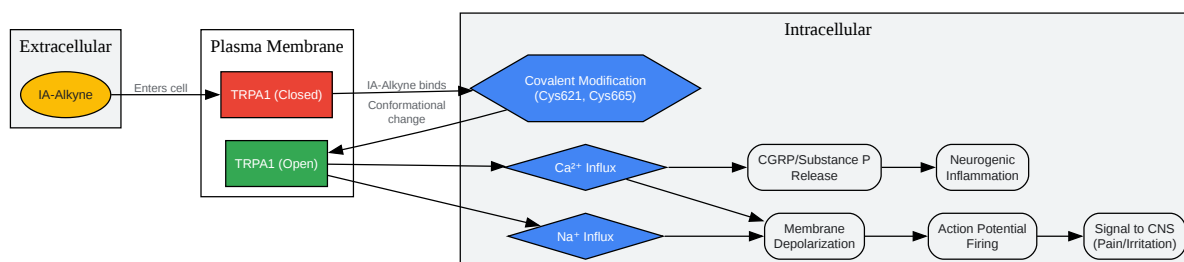 Extracellular
IA-Alkyne
Enters cell
Plasma Membrane
TRPA1 (Closed)
TRPA1 (Open)
IA-Alkyne binds
Conformational
change
Intracellular
Covalent Modification
(Cys621, Cys665)
Ca²⁺ Influx
CGRP/Substance P
Release
Neurogenic
Inflammation
Na⁺ Influx
Membrane
Depolarization
Action Potential
Firing
Signal to CNS
(Pain/Irritation)